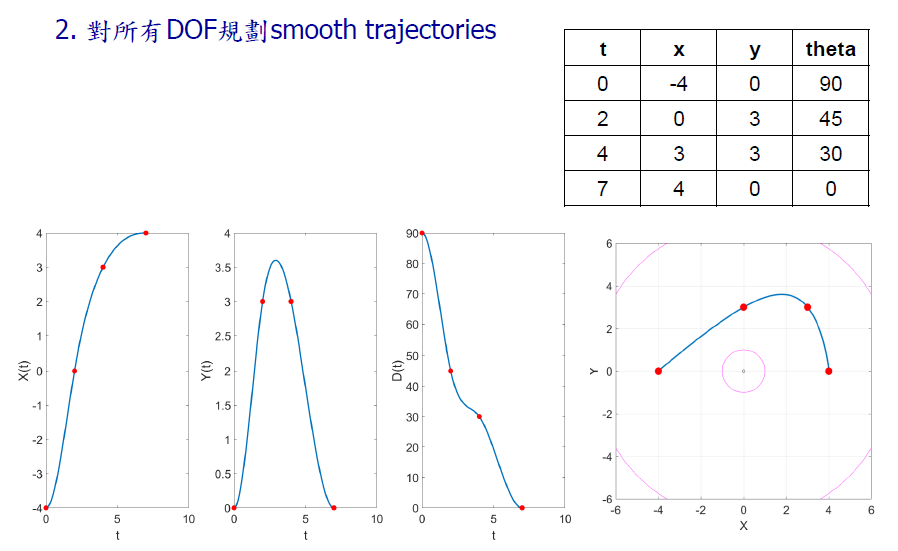 2. 對所有DOF規劃smooth trajectories
t x y theta
0 -4 0 90
2 0 3 45
4 3 3 30
7 4 0 0
4
3
2
1
0
-1
-2
-3
-4
X(t)
0 5 10
t
4
3.5
3
2.5
2
1.5
1
0.5
0
Y(t)
0 5 10
t
90
80
70
60
50
40
30
20
10
0
D(t)
0 5 10
t
6
4
2
0
-2
-4
-6
Y
-6 -4 -2 0 2 4 6
X